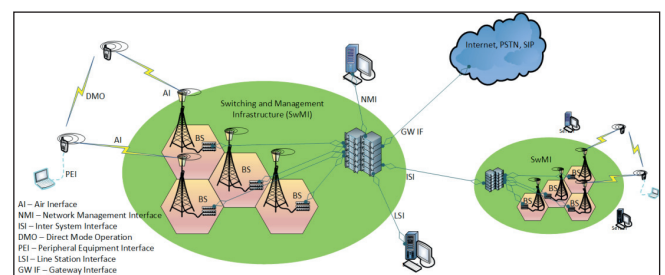 Internet, PSTN, SIP
Switching and Management
Infrastructure (SwMI)
DMO
AI
AI
PEI
NMI
GW IF
ISI
LSI
BS
BS
BS
BS
SwMI
BS
BS
BS
AI – Air Inerface
NMI – Network Management Interface
ISI – Inter System Interface
DMO – Direct Mode Operation
PEI – Peripheral Equipment Interface
LSI – Line Station Interface
GW IF – Gateway Interface